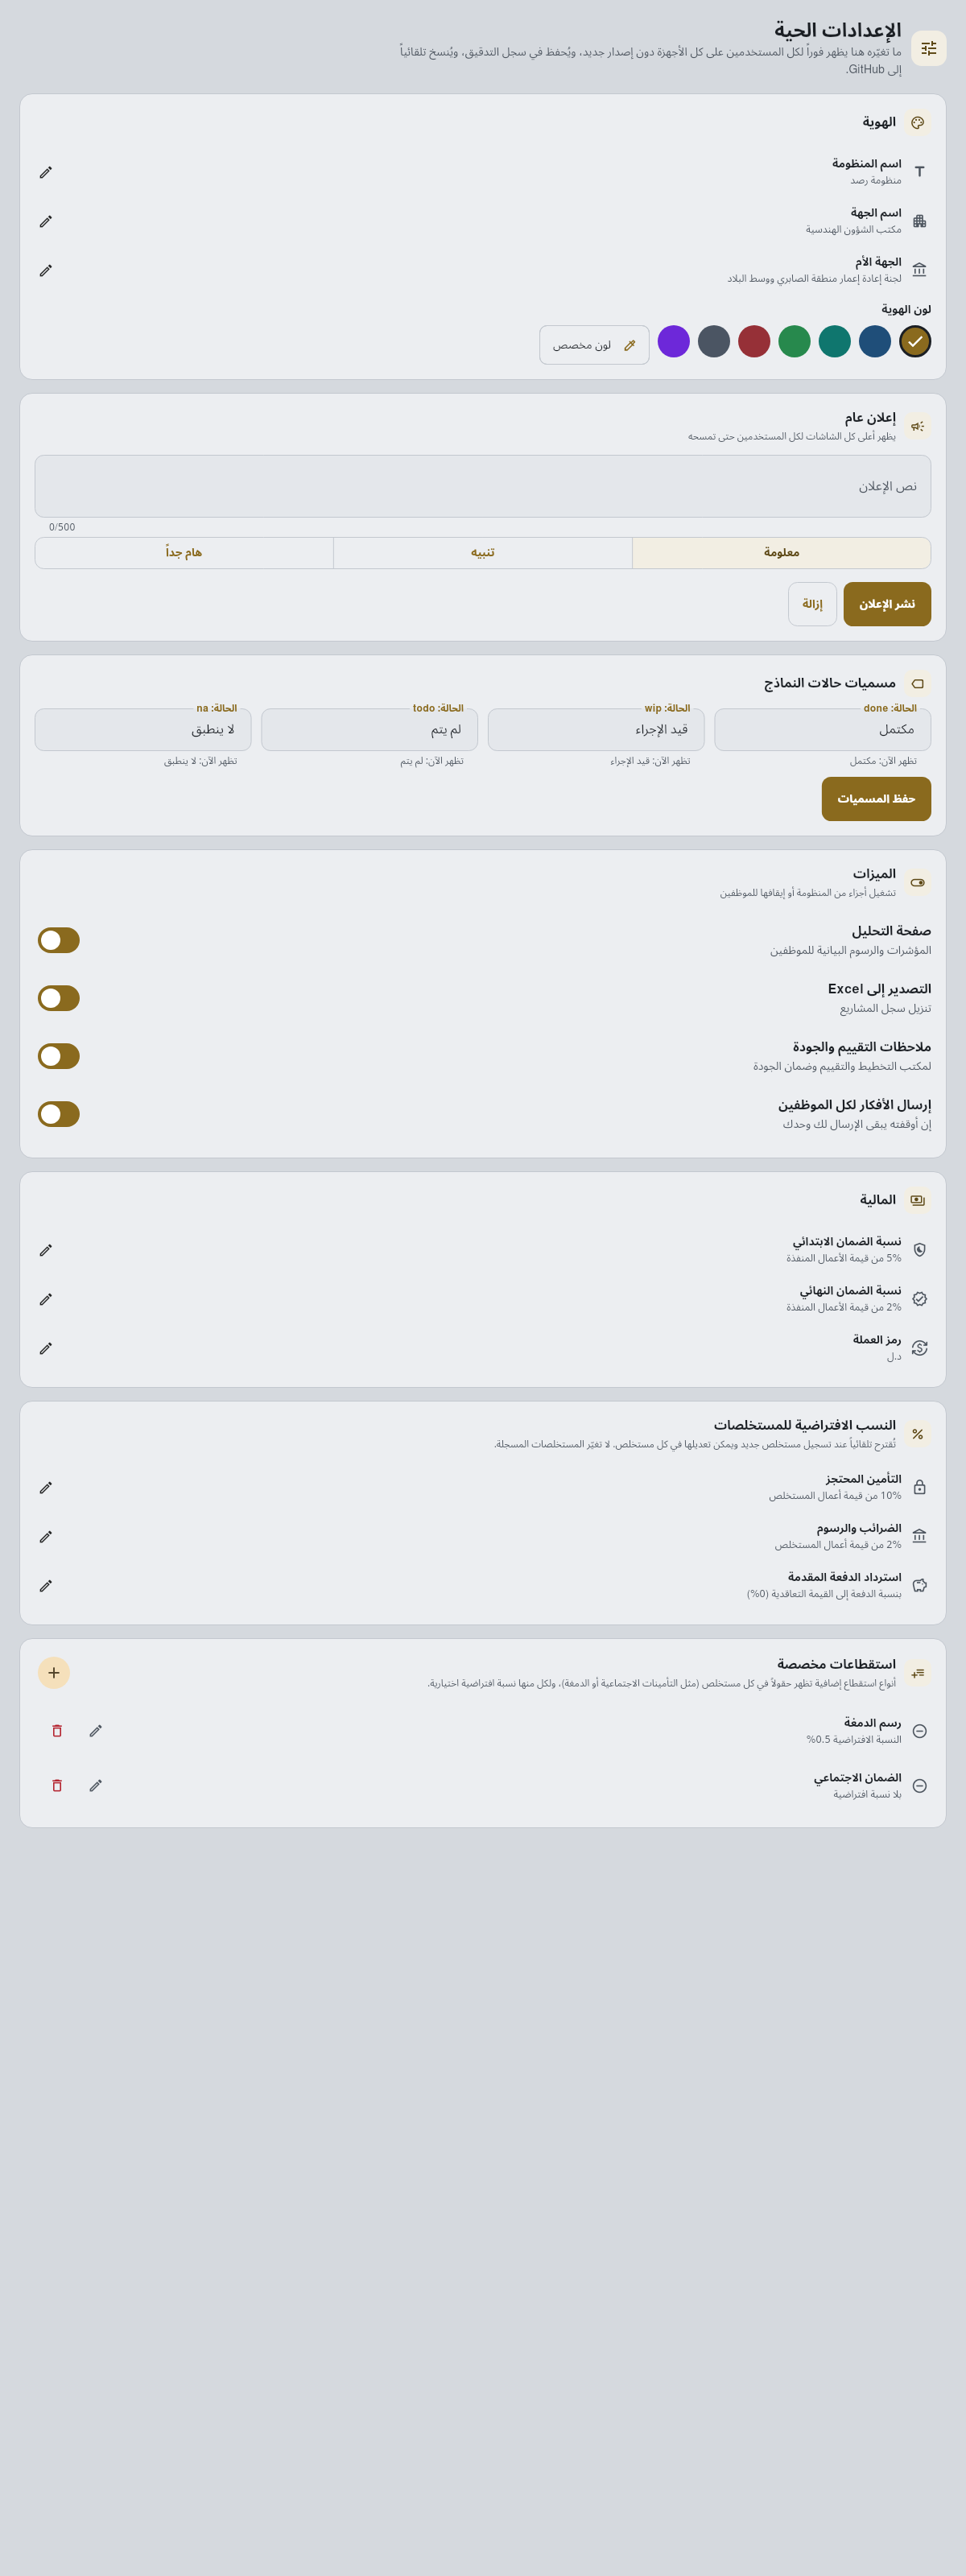 الإعدادات الحية
ما تغيّره هنا يظهر فوراً لكل المستخدمين على كل الأجهزة دون إصدار جديد، ويُحفظ في سجل التدقيق، ويُنسخ تلقائياً
إلى GitHub.
الهوية
اسم المنظومة
منظومة رصد
اسم الجهة
مكتب الشؤون الهندسية
الجهة الأم
لجنة إعادة إعمار منطقة الصابري ووسط البلاد
لون الهوية
لون مخصص
إعلان عام
يظهر أعلى كل الشاشات لكل المستخدمين حتى تمسحه
نص الإعلان
0/500
معلومة
تنبيه
هام جداً
نشر الإعلان
إزالة
مسميات حالات النماذج
الحالة: done
الحالة: wip
الحالة: todo
الحالة: na
مكتمل
قيد الإجراء
لم يتم
لا ينطبق
تظهر الآن: مكتمل
تظهر الآن: قيد الإجراء
تظهر الآن: لم يتم
تظهر الآن: لا ينطبق
حفظ المسميات
الميزات
تشغيل أجزاء من المنظومة أو إيقافها للموظفين
صفحة التحليل
المؤشرات والرسوم البيانية للموظفين
التصدير إلى Excel
تنزيل سجل المشاريع
ملاحظات التقييم والجودة
لمكتب التخطيط والتقييم وضمان الجودة
إرسال الأفكار لكل الموظفين
إن أوقفته يبقى الإرسال لك وحدك
المالية
نسبة الضمان الابتدائي
5% من قيمة الأعمال المنفذة
نسبة الضمان النهائي
2% من قيمة الأعمال المنفذة
رمز العملة
د.ل
النسب الافتراضية للمستخلصات
تُقترح تلقائياً عند تسجيل مستخلص جديد ويمكن تعديلها في كل مستخلص. لا تغيّر المستخلصات المسجلة.
التأمين المحتجز
10% من قيمة أعمال المستخلص
الضرائب والرسوم
2% من قيمة أعمال المستخلص
استرداد الدفعة المقدمة
بنسبة الدفعة إلى القيمة التعاقدية (0%)
استقطاعات مخصصة
أنواع استقطاع إضافية تظهر حقولاً في كل مستخلص (مثل التأمينات الاجتماعية أو الدمغة)، ولكل منها نسبة افتراضية اختيارية.
رسم الدمغة
النسبة الافتراضية 0.5%
الضمان الاجتماعي
بلا نسبة افتراضية